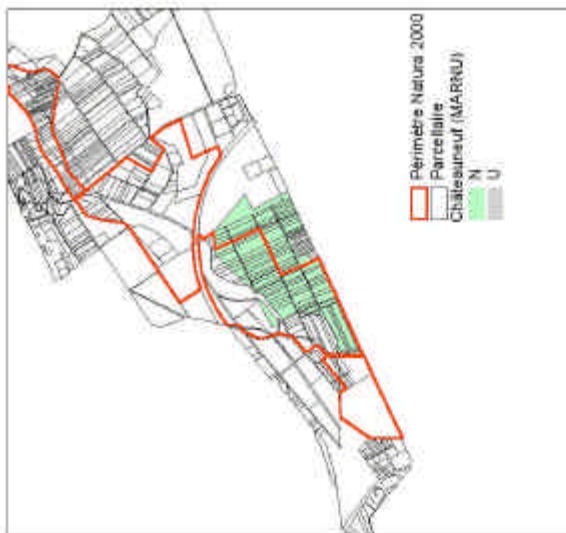 Périmètre Natura 2000
Parcellaire
Châteauneuf (MARNU)
N
U